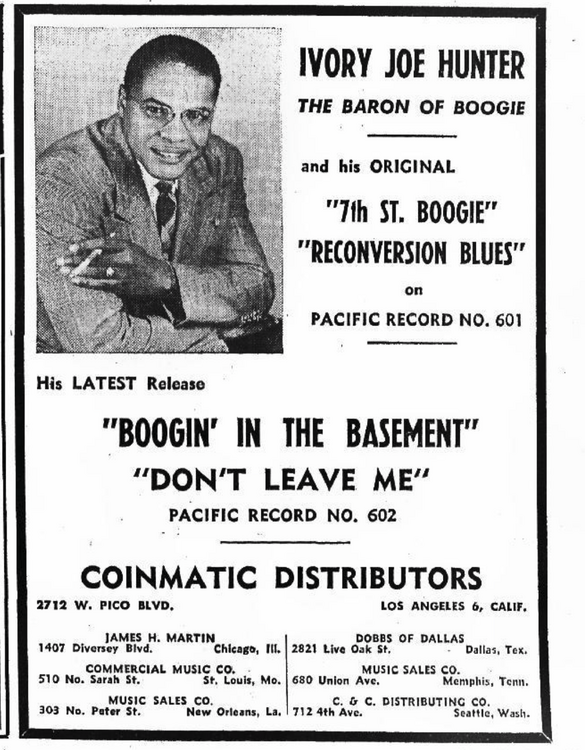 IVORY JOE HUNTER
THE BARON OF BOOGIE
and his ORIGINAL
"7th ST. BOOGIE"
"RECONVERSION BLUES"
on
PACIFIC RECORD NO. 601
His LATEST Release
"BOOGIN' IN THE BASEMENT"
"DON'T LEAVE ME"
PACIFIC RECORD NO. 602
COINMATIC DISTRIBUTORS
2712 W. PICO BLVD. LOS ANGELES 6, CALIF.
JAMES H. MARTIN
1407 Diversey Blvd. Chicago, Ill.
COMMERCIAL MUSIC CO.
510 No. Sarah St. St. Louis, Mo.
MUSIC SALES CO.
303 No. Peter St. New Orleans, La.
DOBBS OF DALLAS
2821 Live Oak St. Dallas, Tex.
MUSIC SALES CO.
680 Union Ave. Memphis, Tenn.
C. & C. DISTRIBUTING CO.
712 4th Ave. Seattle, Wash.